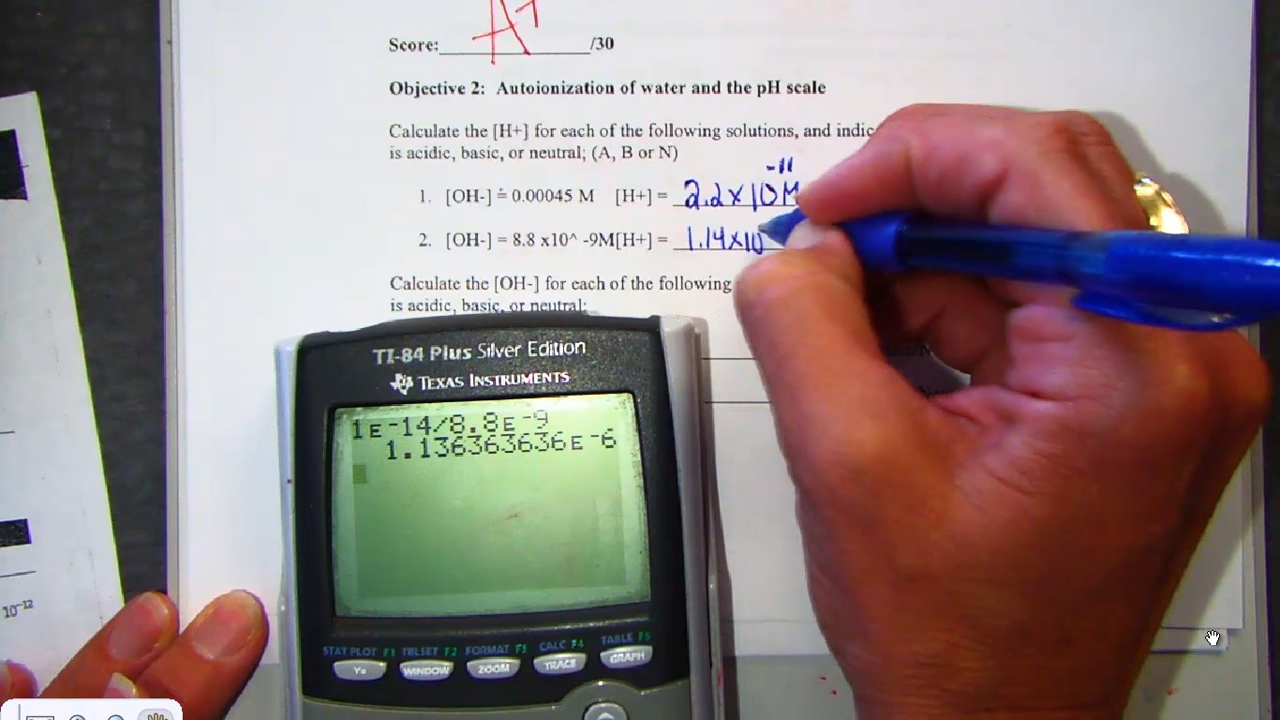 A+
Score:____________/30
Objective 2: Autoionization of water and the pH scale
Calculate the [H+] for each of the following solutions, and indic
is acidic, basic, or neutral; (A, B or N)
1. [OH-] = 0.00045 M [H+] = 2.2x10⁻¹¹ M
2. [OH-] = 8.8 x10^ -9M[H+] = 1.14x10
Calculate the [OH-] for each of the following
is acidic, basic, or neutral;
TI-84 Plus Silver Edition
TEXAS INSTRUMENTS
1E-14/8.8E-9
1.136363636E-6
STAT PLOT F1 TBLSET F2 FORMAT F3 CALC F4 TABLE F5
Y= WINDOW ZOOM TRACE GRAPH
10⁻¹²